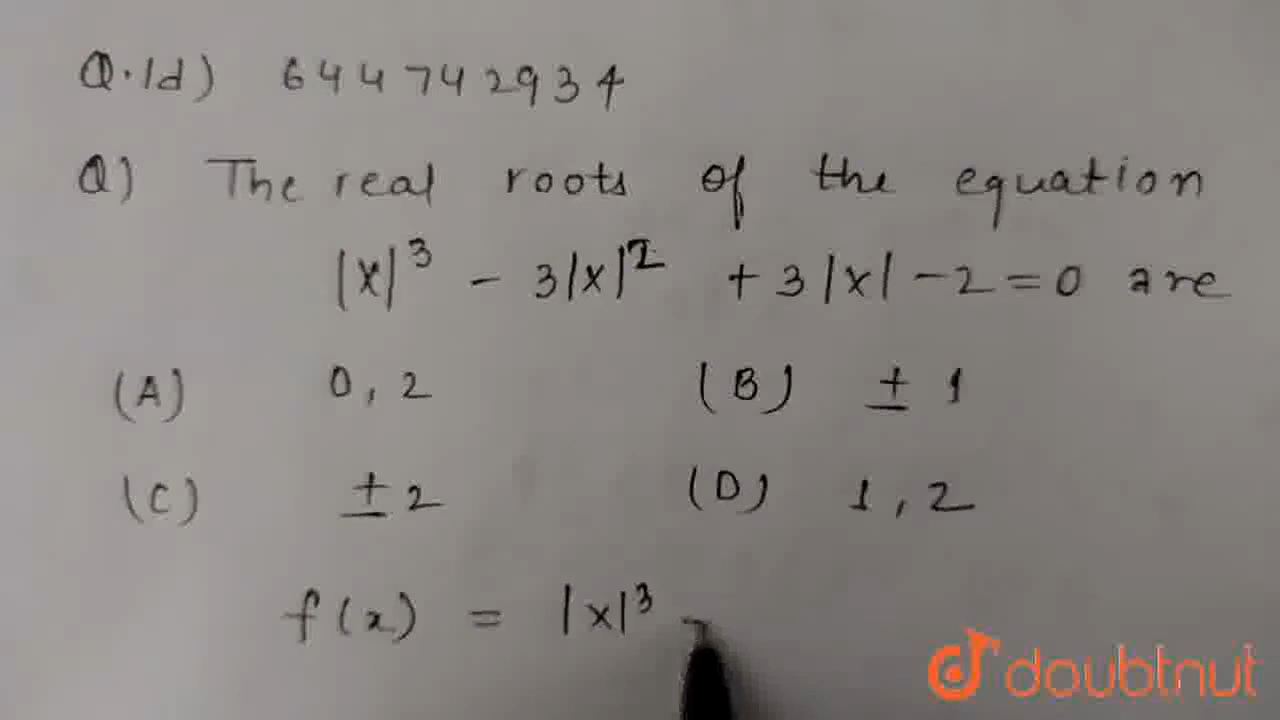 Q.Id) 644742934
Q) The real roots of the equation
|x|³ - 3|x|² + 3|x| - 2 = 0 are
(A) 0, 2 (B) ± 1
(C) ± 2 (D) 1, 2
f(x) = |x|³ -
doubtnut